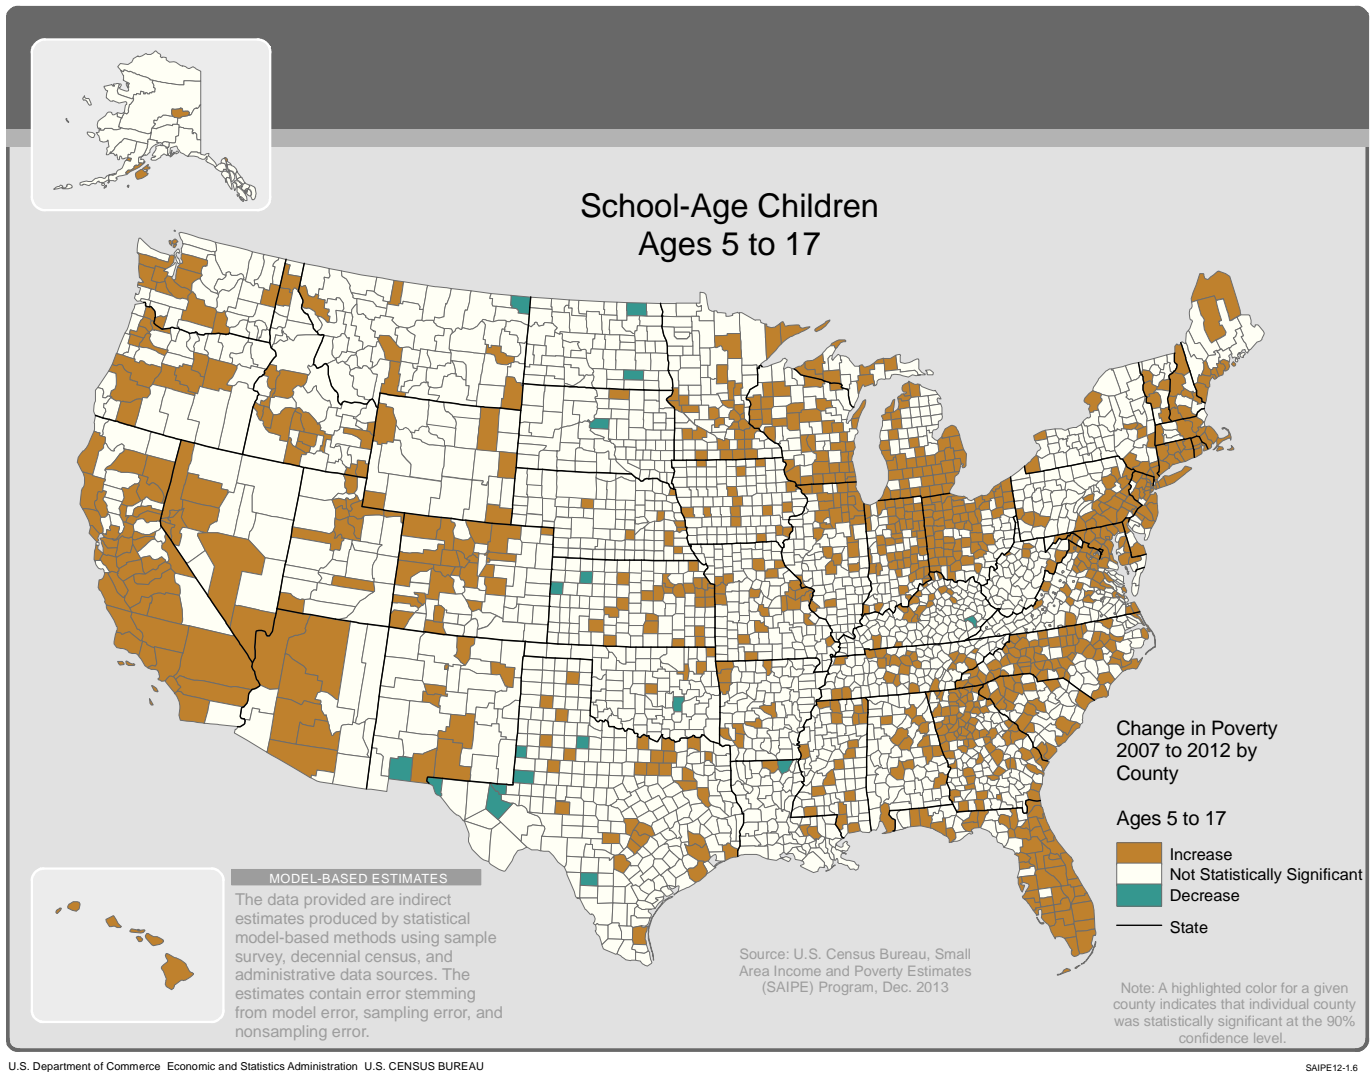 School-Age Children
Ages 5 to 17
Change in Poverty
2007 to 2012 by
County
Ages 5 to 17
Increase
Not Statistically Significant
Decrease
State
MODEL-BASED ESTIMATES
The data provided are indirect
estimates produced by statistical
model-based methods using sample
survey, decennial census, and
administrative data sources. The
estimates contain error stemming
from model error, sampling error, and
nonsampling error.
Source: U.S. Census Bureau, Small
Area Income and Poverty Estimates
(SAIPE) Program, Dec. 2013
Note: A highlighted color for a given
county indicates that individual county
was statistically significant at the 90%
confidence level.
U.S. Department of Commerce Economic and Statistics Administration U.S. CENSUS BUREAU
SAIPE12-1.6